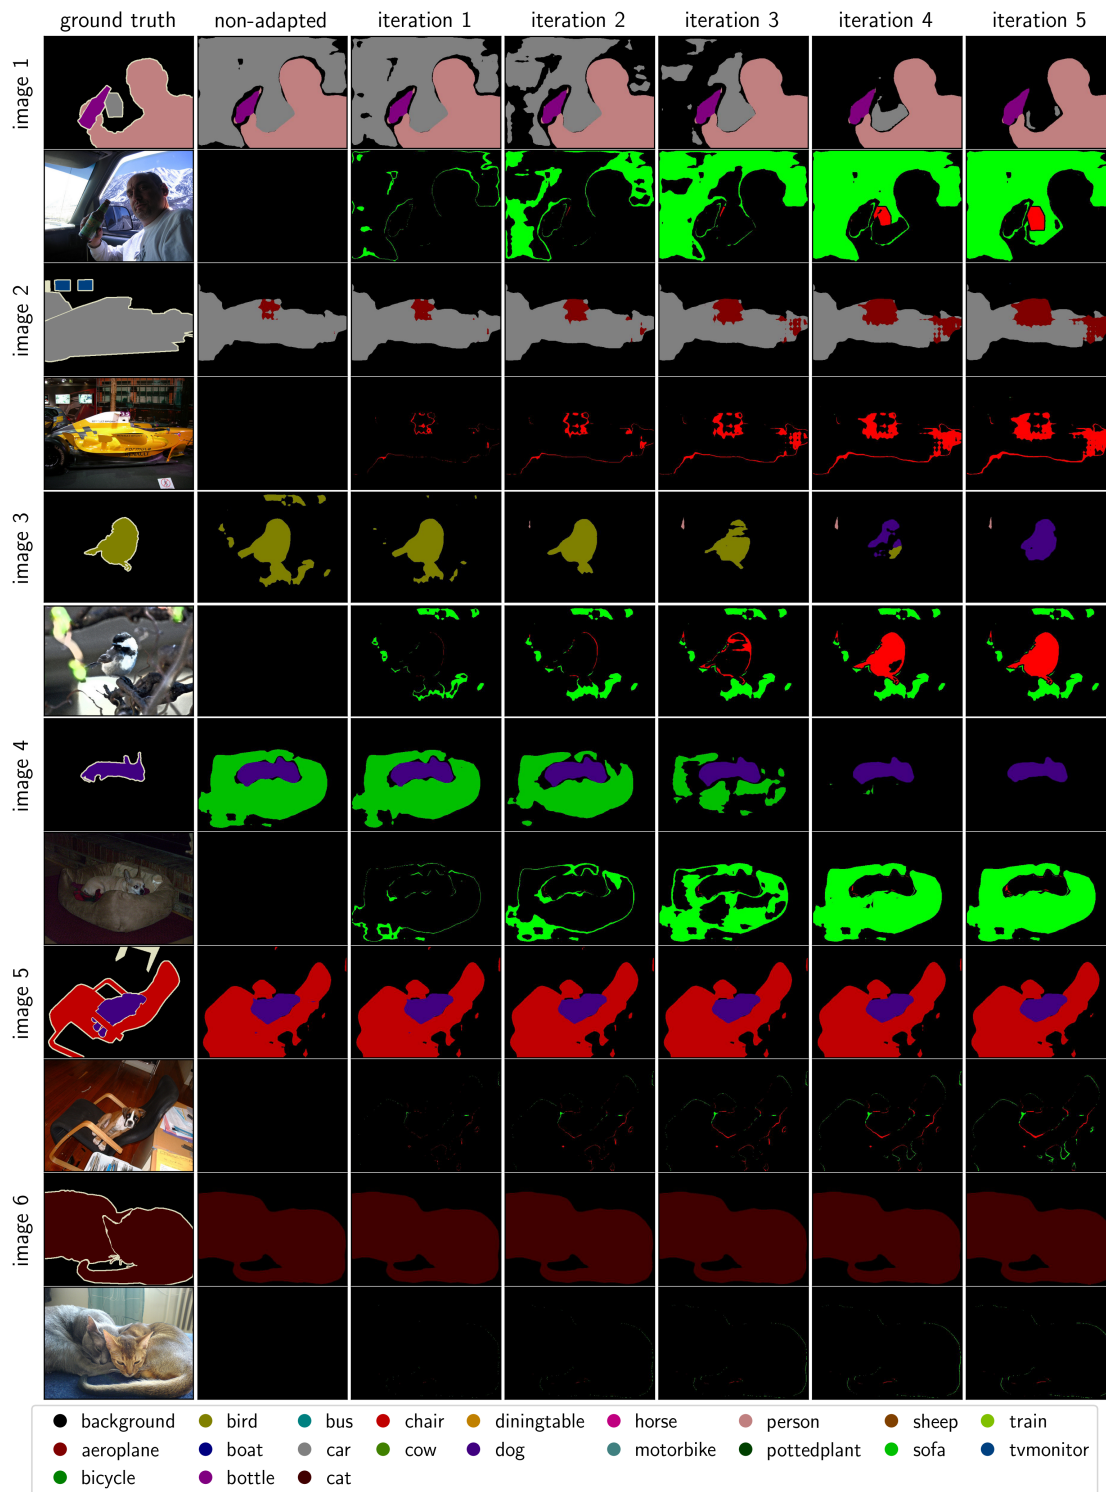 ground truth non-adapted iteration 1 iteration 2 iteration 3 iteration 4 iteration 5
image 1
image 2
image 3
image 4
image 5
image 6
background bird bus chair diningtable horse person sheep train
aeroplane boat car cow dog motorbike pottedplant sofa tvmonitor
bicycle bottle cat